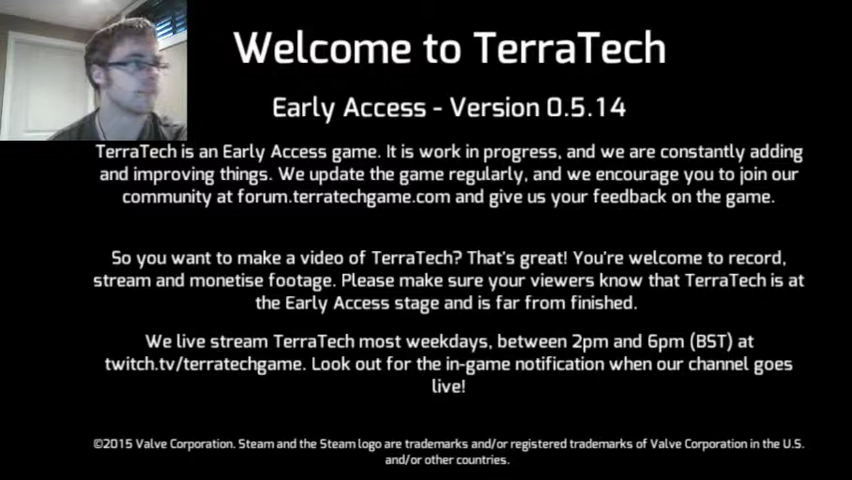 Welcome to TerraTech
Early Access - Version 0.5.14
TerraTech is an Early Access game. It is work in progress, and we are constantly adding
and improving things. We update the game regularly, and we encourage you to join our
community at forum.terratechgame.com and give us your feedback on the game.
So you want to make a video of TerraTech? That's great! You're welcome to record,
stream and monetise footage. Please make sure your viewers know that TerraTech is at
the Early Access stage and is far from finished.
We live stream TerraTech most weekdays, between 2pm and 6pm (BST) at
twitch.tv/terratechgame. Look out for the in-game notification when our channel goes
live!
©2015 Valve Corporation. Steam and the Steam logo are trademarks and/or registered trademarks of Valve Corporation in the U.S.
and/or other countries.